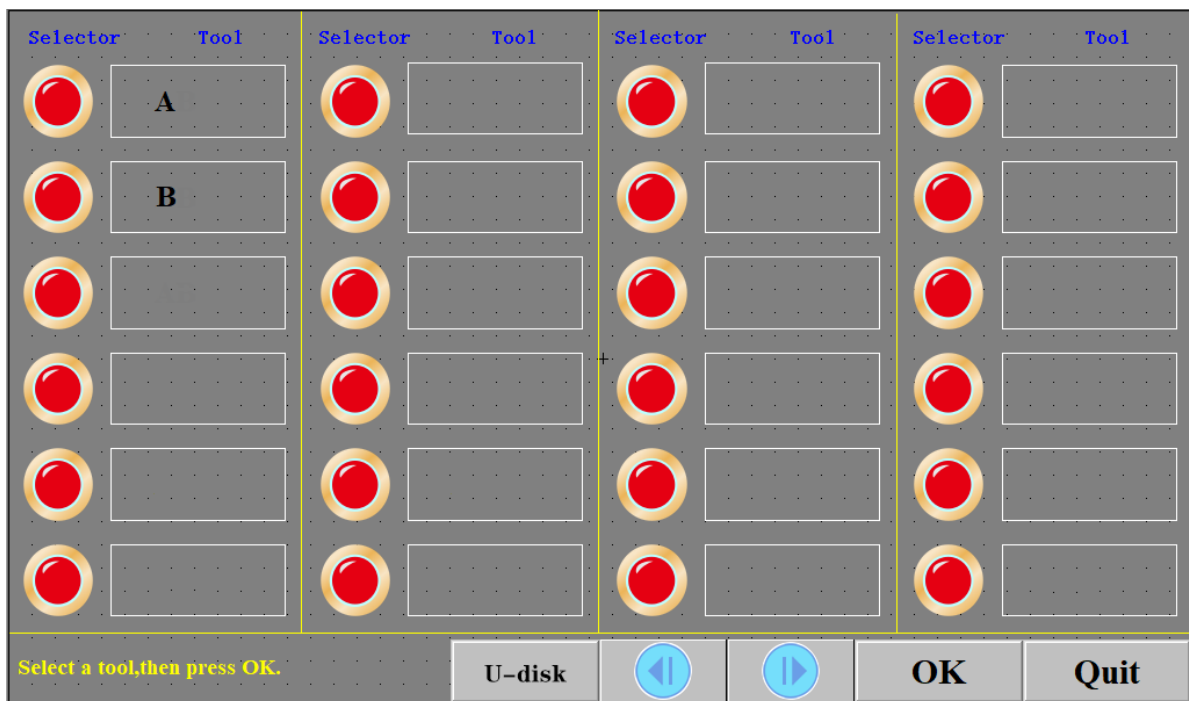 Selector Tool Selector Tool Selector Tool Selector Tool
A
B
Select a tool,then press OK.
U-disk
OK
Quit